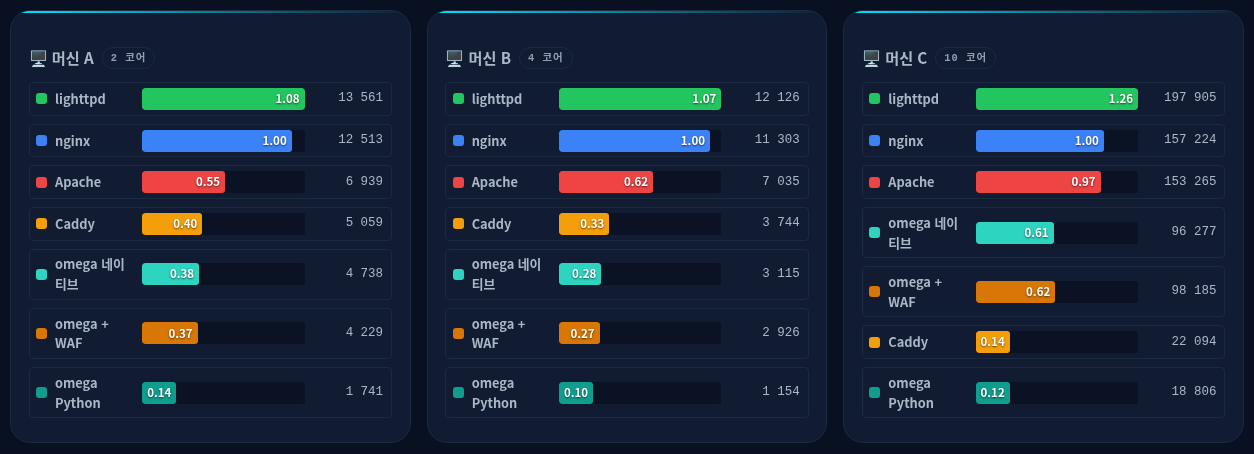 머신 A 2 코어
lighttpd 1.08 13 561
nginx 1.00 12 513
Apache 0.55 6 939
Caddy 0.40 5 059
omega 네이
티브 0.38 4 738
omega +
WAF 0.37 4 229
omega
Python 0.14 1 741
머신 B 4 코어
lighttpd 1.07 12 126
nginx 1.00 11 303
Apache 0.62 7 035
Caddy 0.33 3 744
omega 네이
티브 0.28 3 115
omega +
WAF 0.27 2 926
omega
Python 0.10 1 154
머신 C 10 코어
lighttpd 1.26 197 905
nginx 1.00 157 224
Apache 0.97 153 265
omega 네이
티브 0.61 96 277
omega +
WAF 0.62 98 185
Caddy 0.14 22 094
omega
Python 0.12 18 806